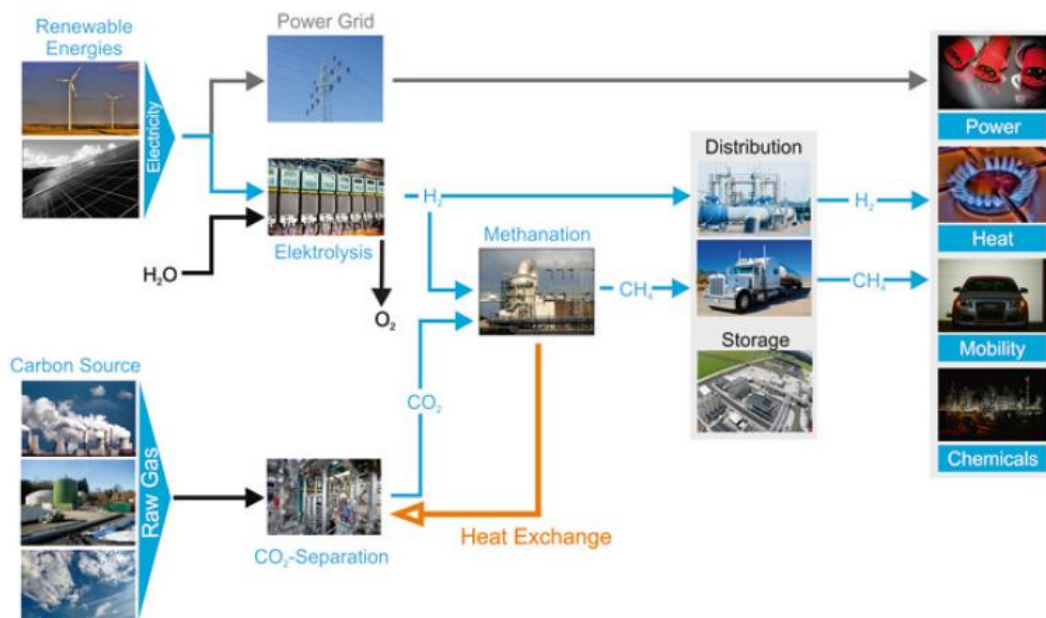 Renewable
Energies
Electricity
Power Grid
H₂O
Elektrolysis
O₂
H₂
Methanation
CH₄
Distribution
Storage
H₂
CH₄
Power
Heat
Mobility
Chemicals
Carbon Source
Raw Gas
CO₂-Separation
CO₂
Heat Exchange